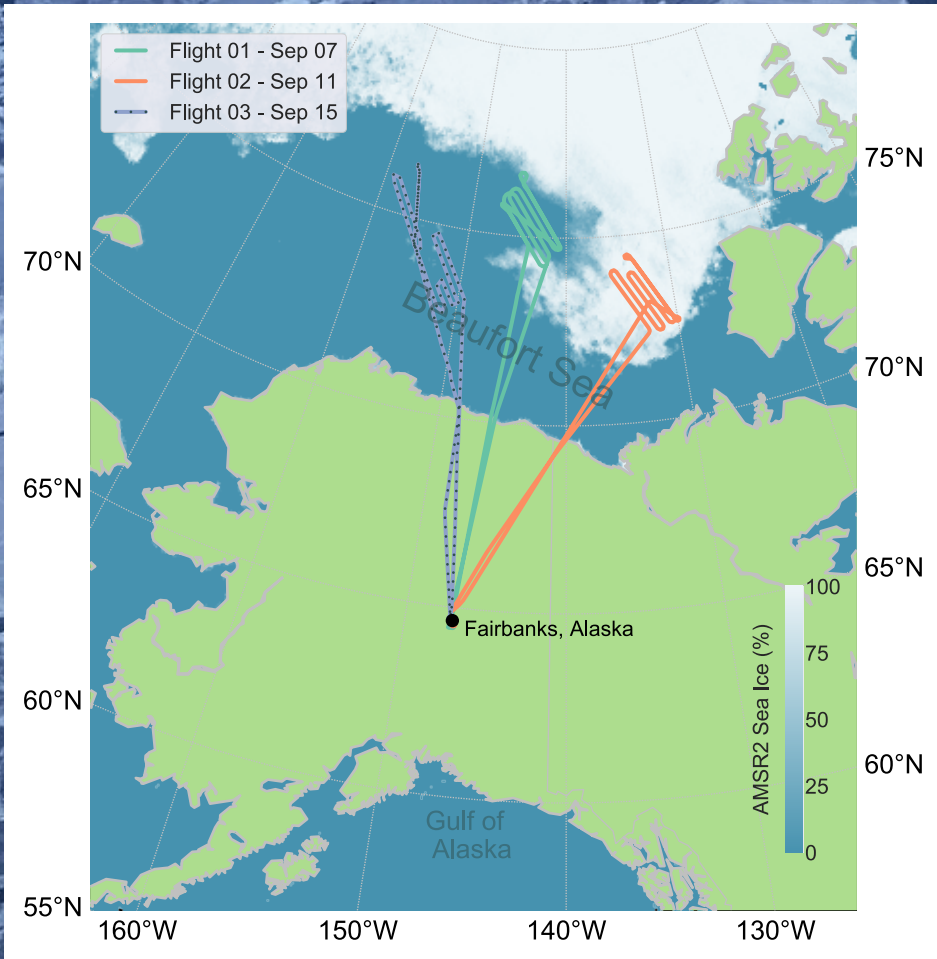 Flight 01 - Sep 07
Flight 02 - Sep 11
Flight 03 - Sep 15
75°N
70°N
Beaufort Sea
70°N
65°N
65°N
Fairbanks, Alaska
100
75
50
25
0
AMSR2 Sea Ice (%)
60°N
60°N
Gulf of
Alaska
55°N
160°W
150°W
140°W
130°W